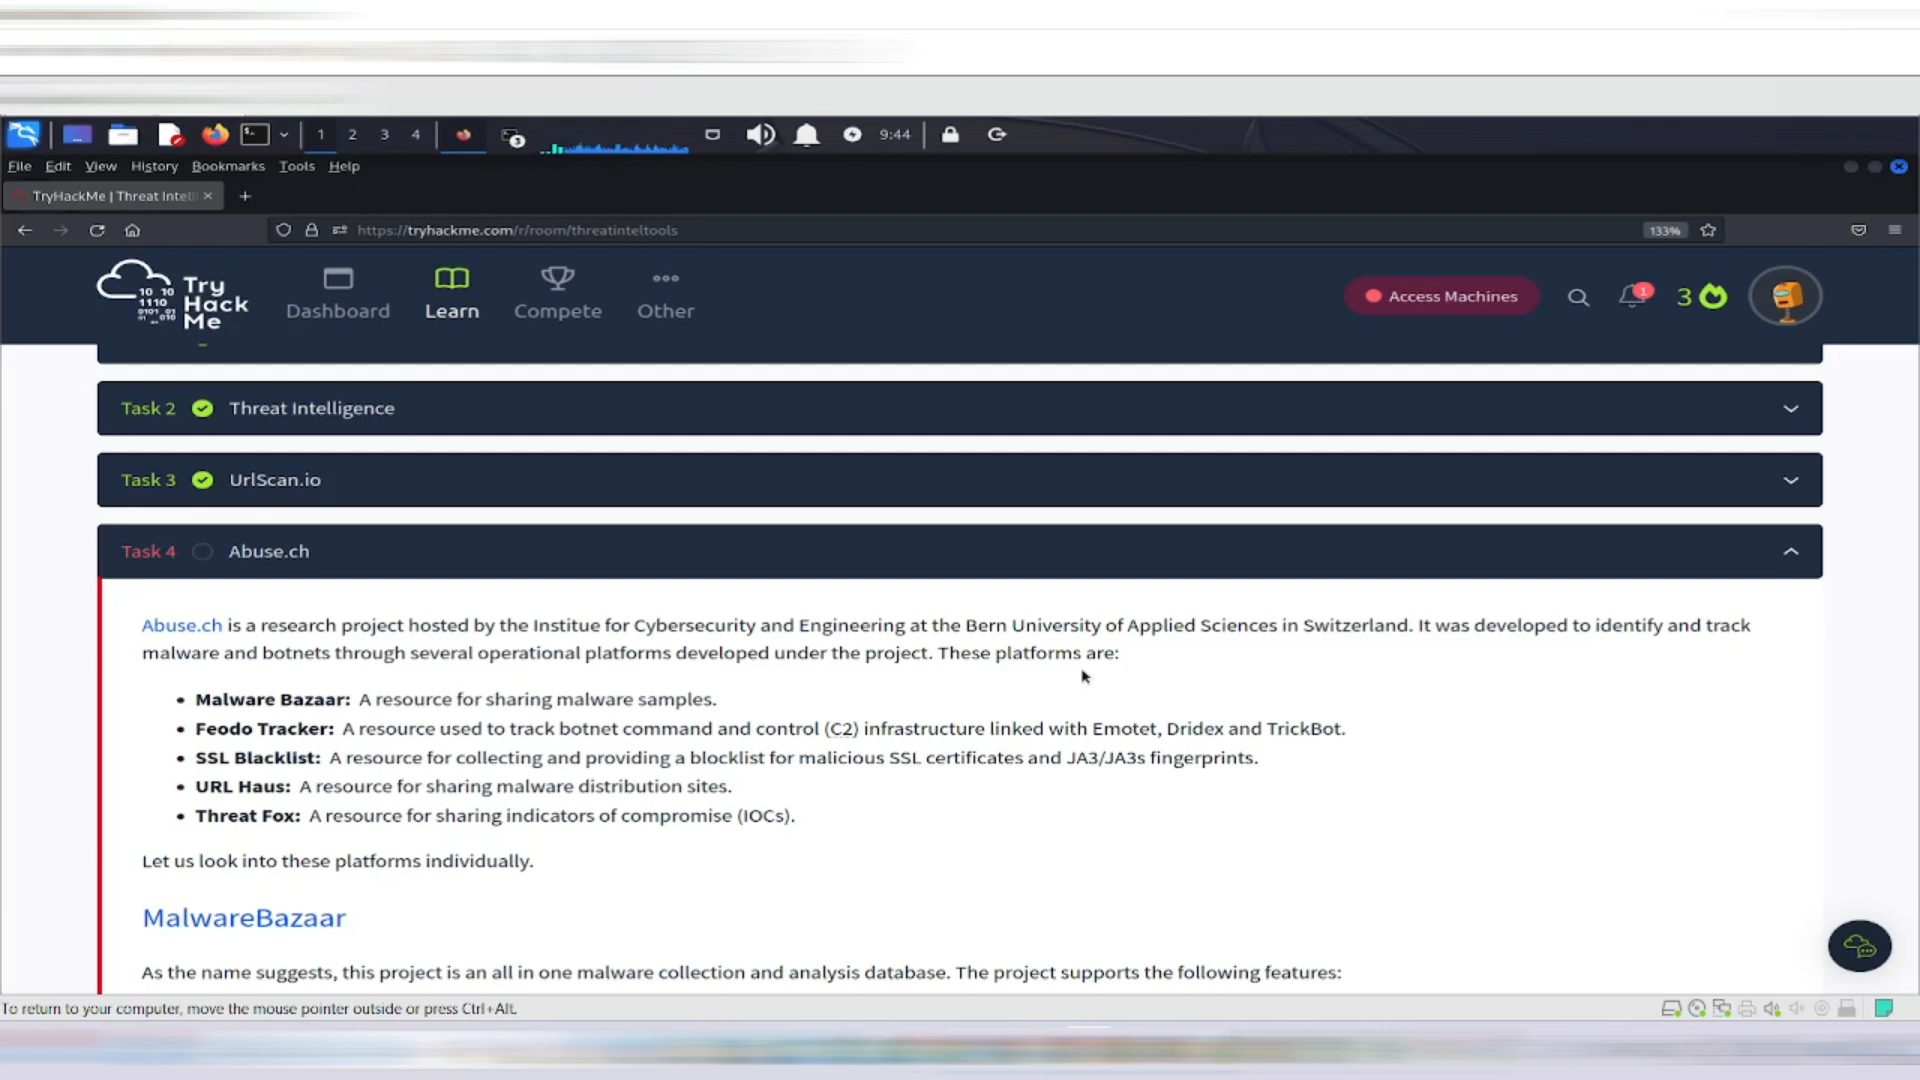 1 2 3 4 9:44
File Edit View History Bookmarks Tools Help
TryHackMe | Threat Intelli
https://tryhackme.com/r/room/threatinteltools 133%
Try Hack Me Dashboard Learn Compete Other Access Machines 1 3
Task 2 Threat Intelligence
Task 3 UrlScan.io
Task 4 Abuse.ch
Abuse.ch is a research project hosted by the Institue for Cybersecurity and Engineering at the Bern University of Applied Sciences in Switzerland. It was developed to identify and track
malware and botnets through several operational platforms developed under the project. These platforms are:
• Malware Bazaar: A resource for sharing malware samples.
• Feodo Tracker: A resource used to track botnet command and control (C2) infrastructure linked with Emotet, Dridex and TrickBot.
• SSL Blacklist: A resource for collecting and providing a blocklist for malicious SSL certificates and JA3/JA3s fingerprints.
• URL Haus: A resource for sharing malware distribution sites.
• Threat Fox: A resource for sharing indicators of compromise (IOCs).
Let us look into these platforms individually.
MalwareBazaar
As the name suggests, this project is an all in one malware collection and analysis database. The project supports the following features:
To return to your computer, move the mouse pointer outside or press Ctrl+Alt.